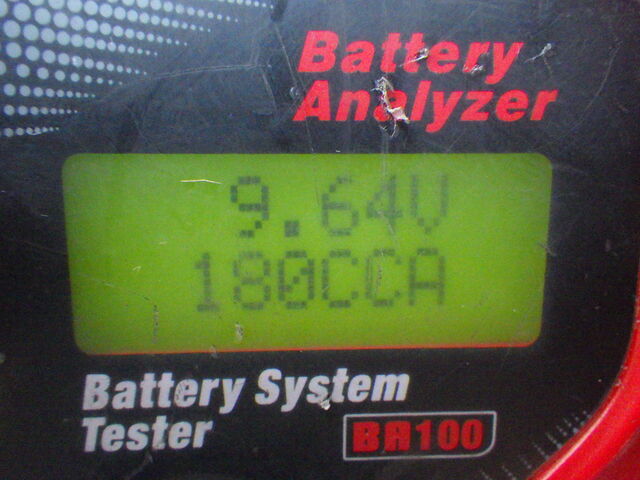 Battery
Analyzer
9.64V
180CCA
Battery System
Tester
BA100